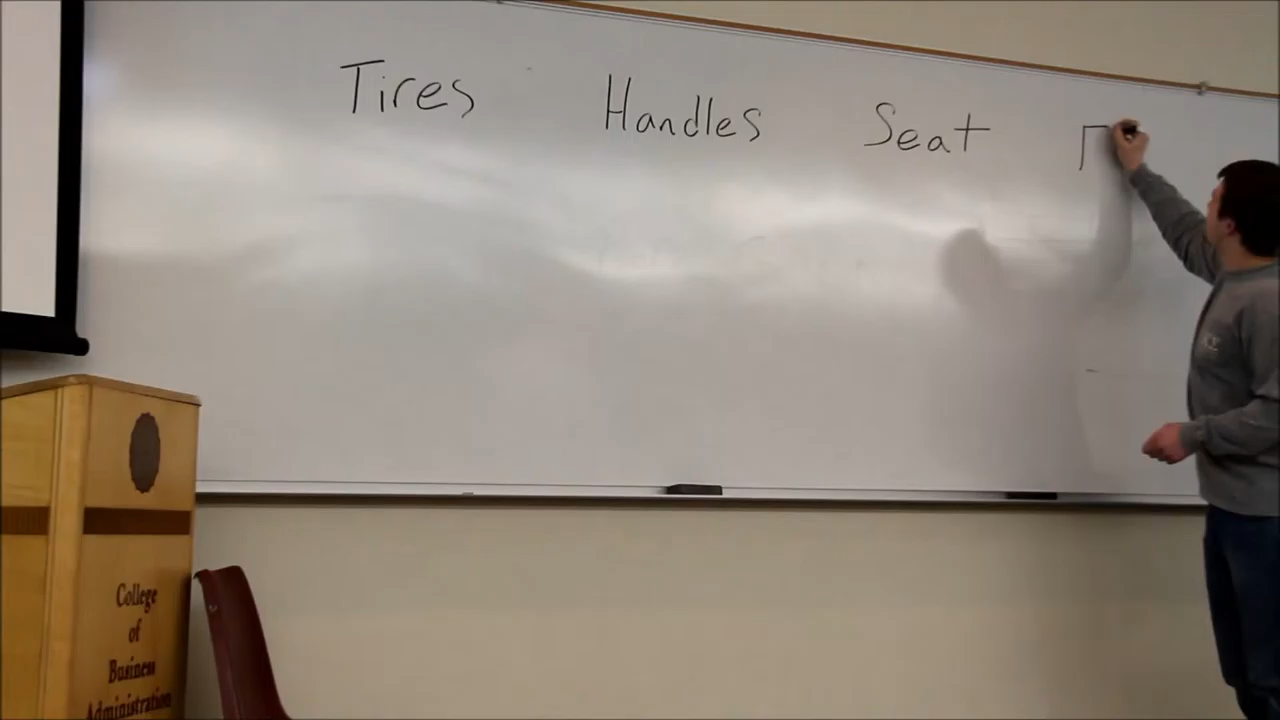 Tires Handles Seat
College
of
Business
Administration